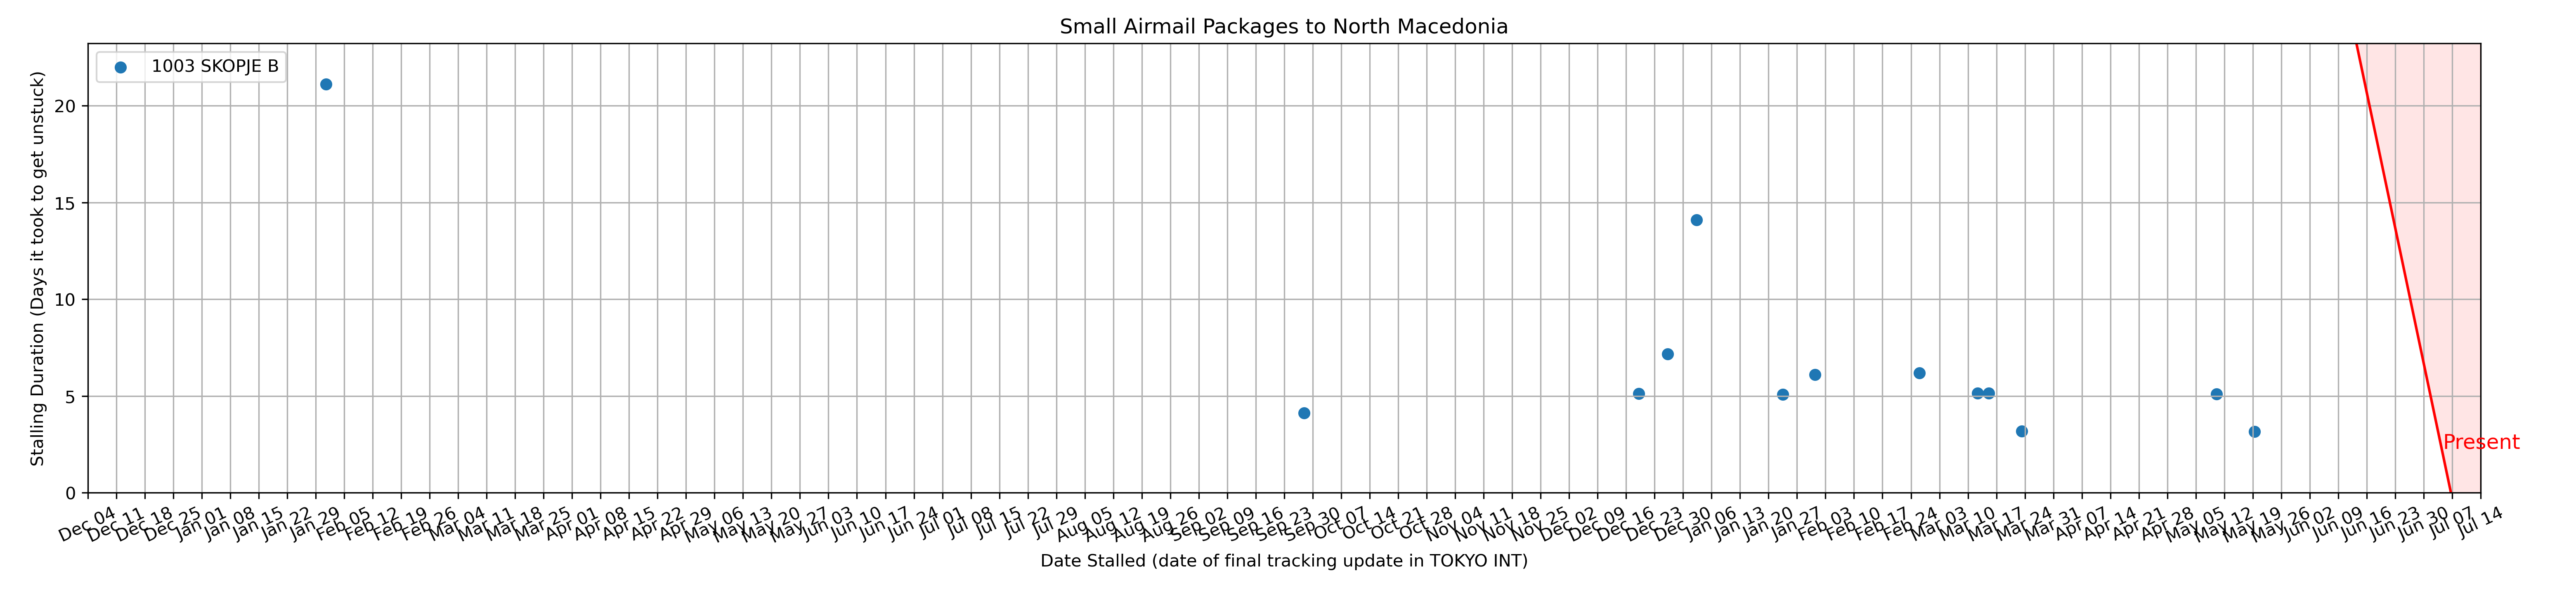 Small Airmail Packages to North Macedonia
1003 SKOPJE B
Stalling Duration (Days it took to get unstuck)
20
15
10
5
0
Present
Dec 04 Dec 11 Dec 18 Dec 25 Jan 01 Jan 08 Jan 15 Jan 22 Jan 29 Feb 05 Feb 12 Feb 19 Feb 26 Mar 04 Mar 11 Mar 18 Mar 25 Apr 01 Apr 08 Apr 15 Apr 22 Apr 29 May 06 May 13 May 20 May 27 Jun 03 Jun 10 Jun 17 Jun 24 Jul 01 Jul 08 Jul 15 Jul 22 Jul 29 Aug 05 Aug 12 Aug 19 Aug 26 Sep 02 Sep 09 Sep 16 Sep 23 Sep 30 Oct 07 Oct 14 Oct 21 Oct 28 Nov 04 Nov 11 Nov 18 Nov 25 Dec 02 Dec 09 Dec 16 Dec 23 Dec 30 Jan 06 Jan 13 Jan 20 Jan 27 Feb 03 Feb 10 Feb 17 Feb 24 Mar 03 Mar 10 Mar 17 Mar 24 Mar 31 Apr 07 Apr 14 Apr 21 Apr 28 May 05 May 12 May 19 May 26 Jun 02 Jun 09 Jun 16 Jun 23 Jun 30 Jul 07 Jul 14
Date Stalled (date of final tracking update in TOKYO INT)